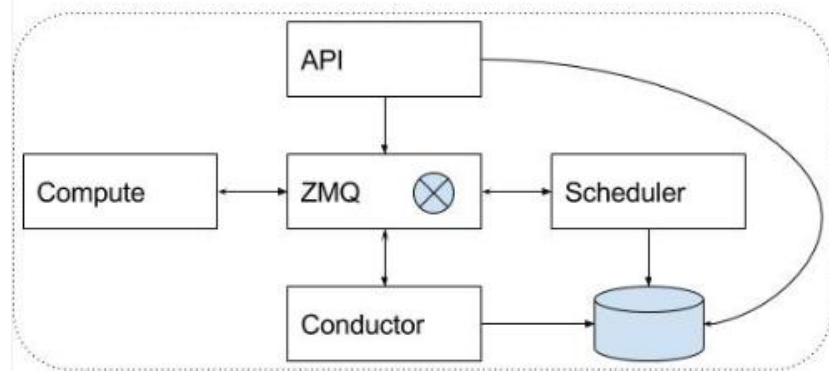 API
Compute
ZMQ
Scheduler
Conductor